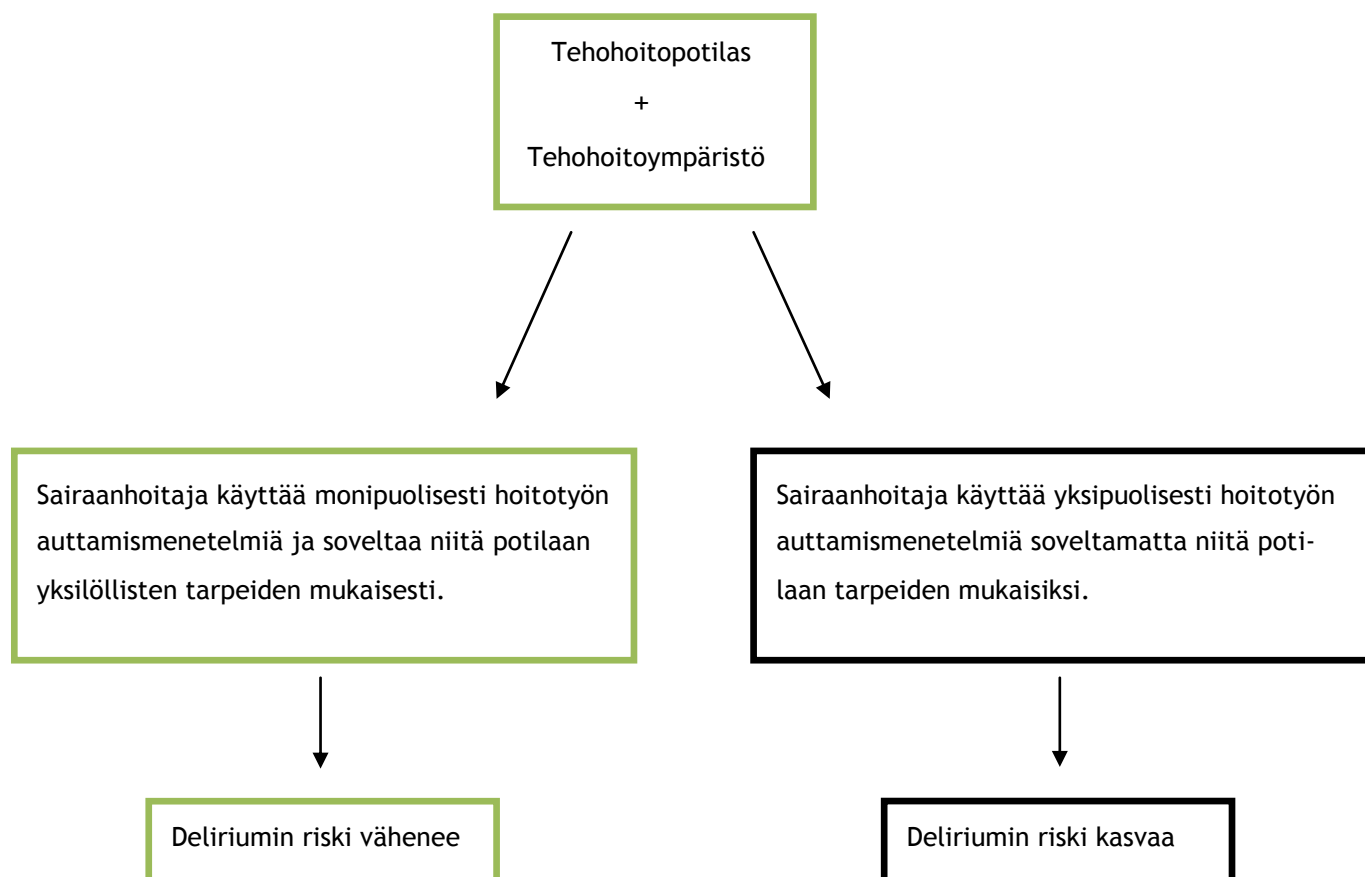 Tehohoitopotilas
+
Tehohoitoympäristö
Sairaanhoitaja käyttää monipuolisesti hoitotyön
auttamismenetelmiä ja soveltaa niitä potilaan
yksilöllisten tarpeiden mukaisesti.
Sairaanhoitaja käyttää yksipuolisesti hoitotyön
auttamismenetelmiä soveltamatta niitä poti-
laan tarpeiden mukaisiksi.
Deliriumin riski vähenee
Deliriumin riski kasvaa